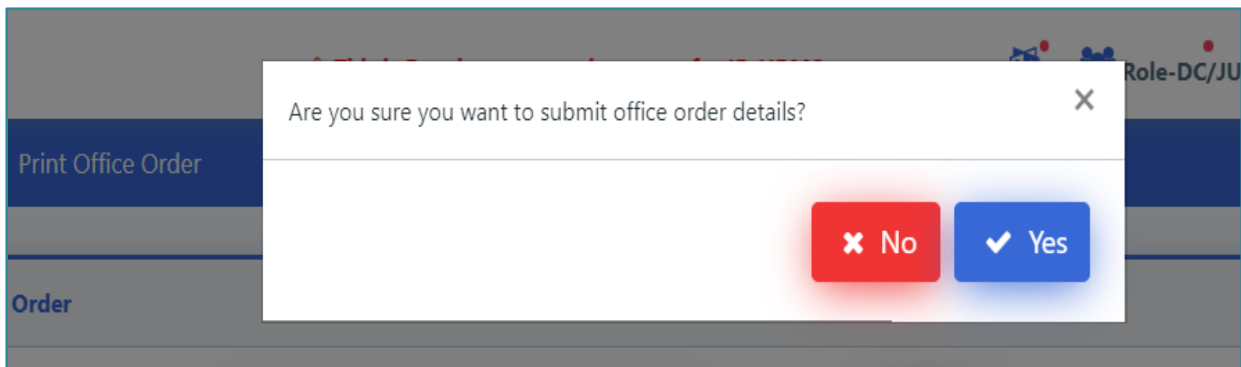 Role-DC/JU
Are you sure you want to submit office order details?
Print Office Order
No
Yes
Order